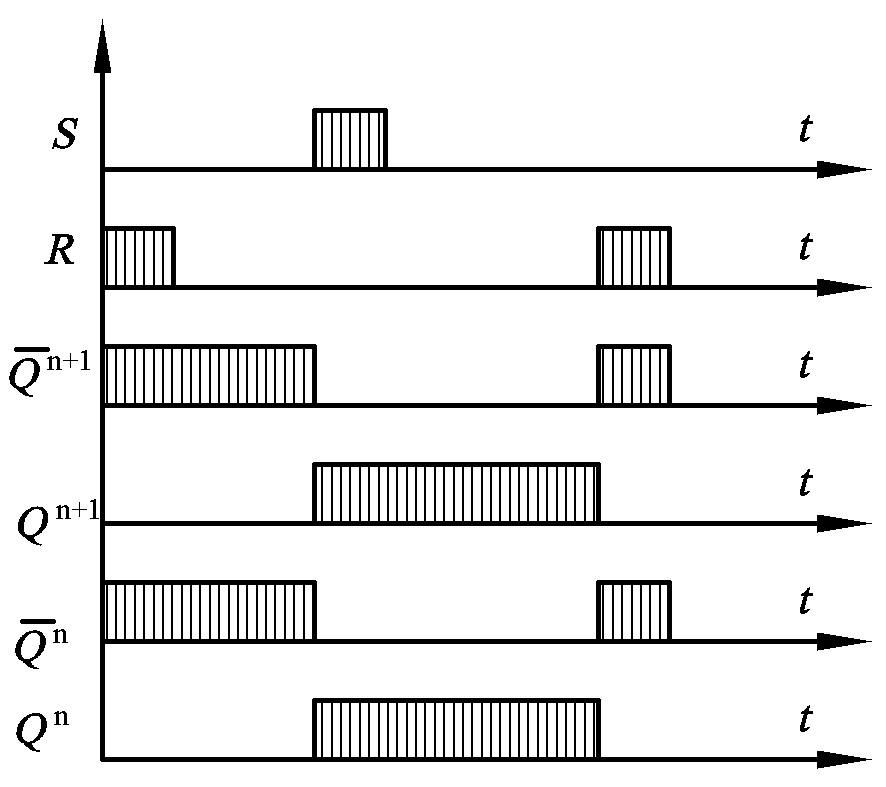 S t
R t
Q̅ⁿ⁺¹ t
Qⁿ⁺¹ t
Q̅ⁿ t
Qⁿ t